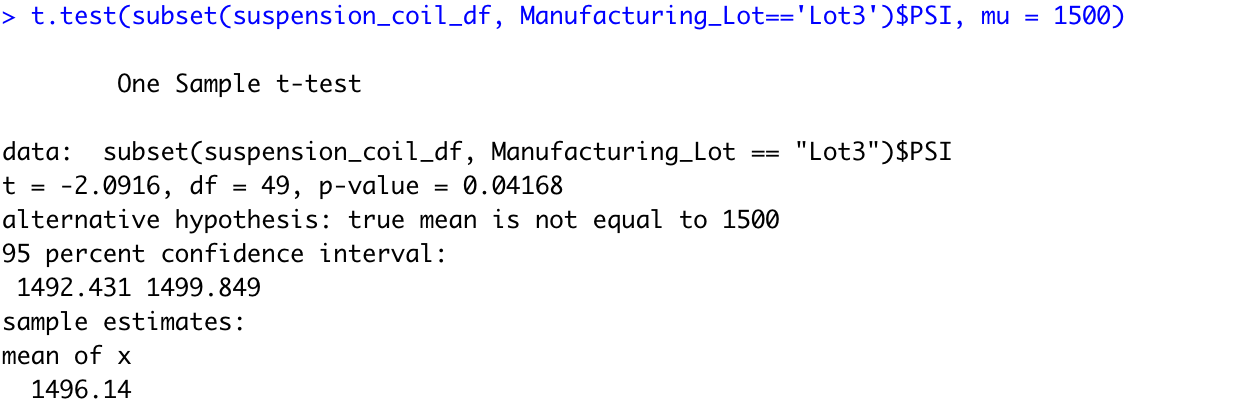 > t.test(subset(suspension_coil_df, Manufacturing_Lot=='Lot3')$PSI, mu = 1500)
One Sample t-test
data:  subset(suspension_coil_df, Manufacturing_Lot == "Lot3")$PSI
t = -2.0916, df = 49, p-value = 0.04168
alternative hypothesis: true mean is not equal to 1500
95 percent confidence interval:
 1492.431 1499.849
sample estimates:
mean of x
  1496.14